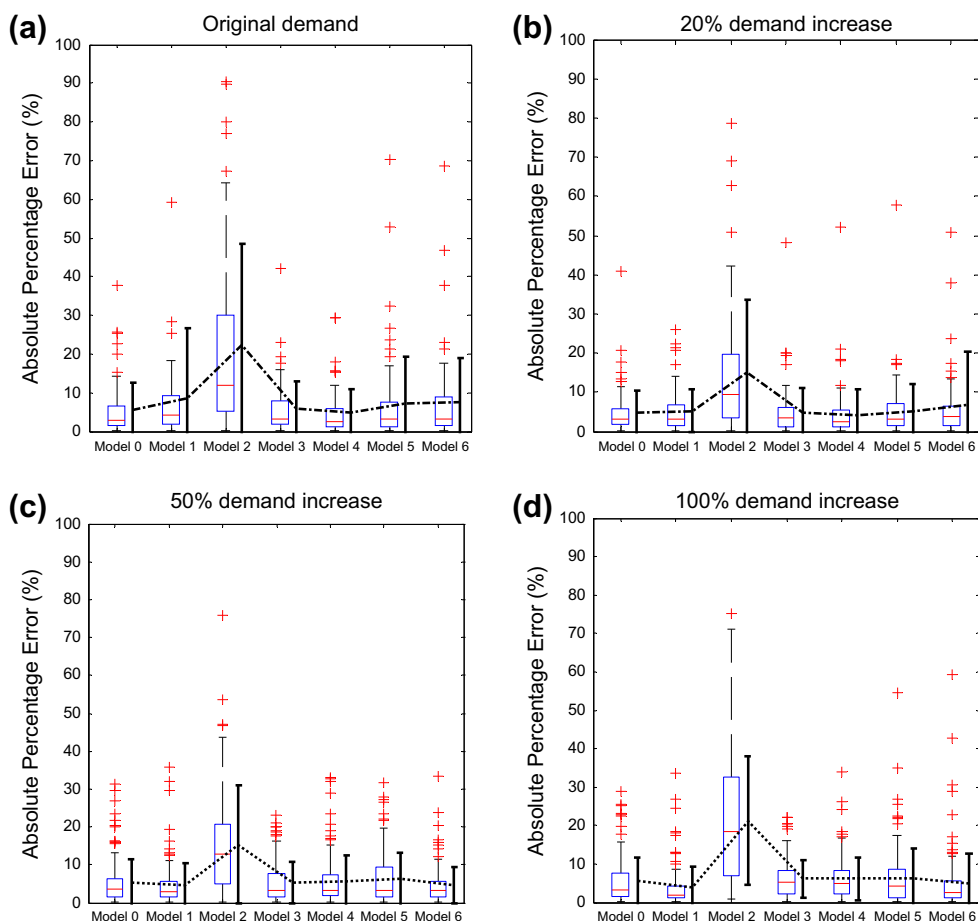 (a)
Original demand
Absolute Percentage Error (%)
100
90
80
70
60
50
40
30
20
10
0
Model 0 Model 1 Model 2 Model 3 Model 4 Model 5 Model 6
(b)
20% demand increase
Absolute Percentage Error (%)
100
90
80
70
60
50
40
30
20
10
0
Model 0 Model 1 Model 2 Model 3 Model 4 Model 5 Model 6
(c)
50% demand increase
Absolute Percentage Error (%)
100
90
80
70
60
50
40
30
20
10
0
Model 0 Model 1 Model 2 Model 3 Model 4 Model 5 Model 6
(d)
100% demand increase
Absolute Percentage Error (%)
100
90
80
70
60
50
40
30
20
10
0
Model 0 Model 1 Model 2 Model 3 Model 4 Model 5 Model 6